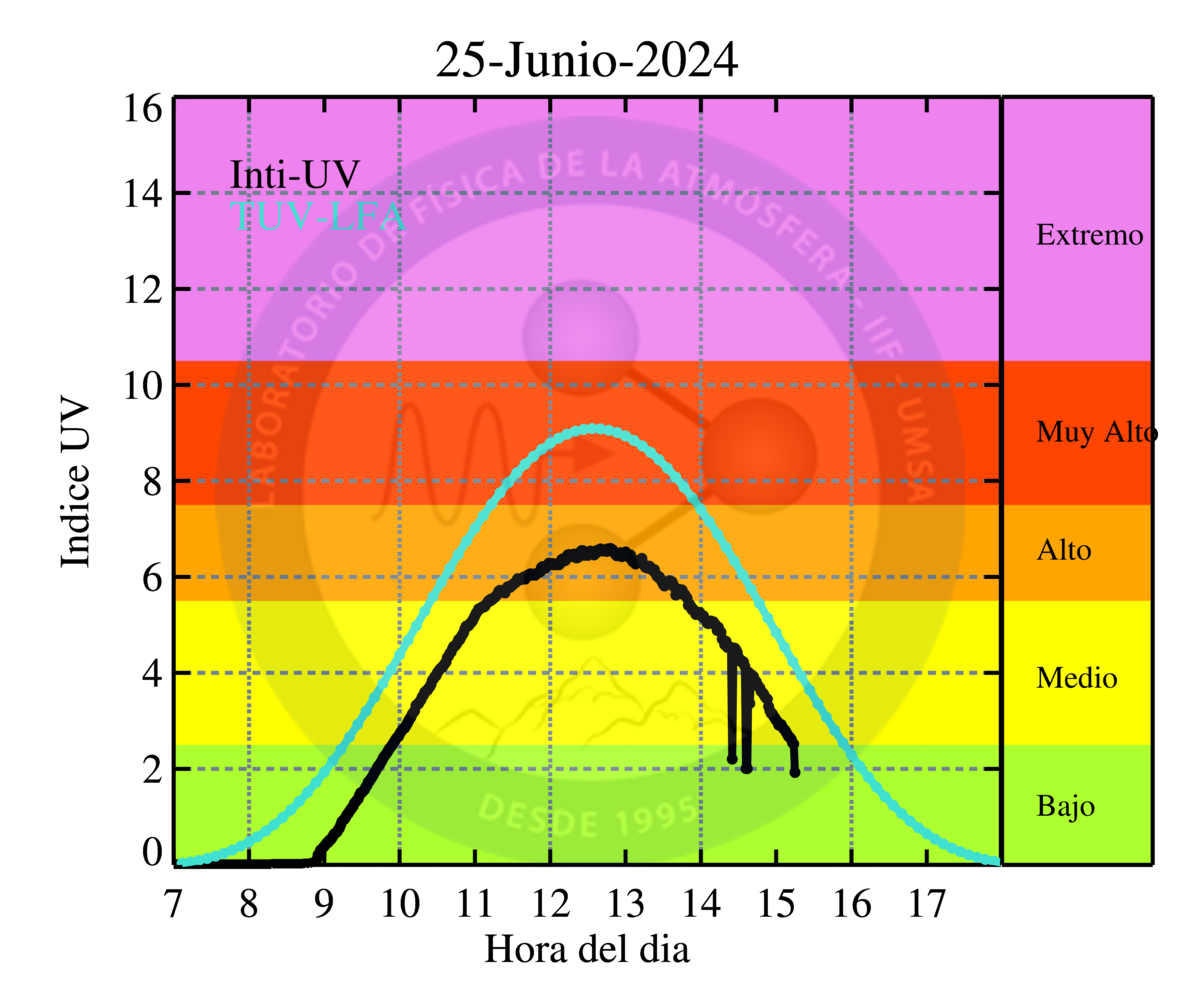 25-Junio-2024
16
14
12
10
8
6
4
2
0
Indice UV
Inti-UV
TUV-LFA
LABORATORIO DE FÍSICA DE LA ATMÓSFERA - IIF - UMSA
DESDE 1995
Extremo
Muy Alto
Alto
Medio
Bajo
7 8 9 10 11 12 13 14 15 16 17
Hora del dia